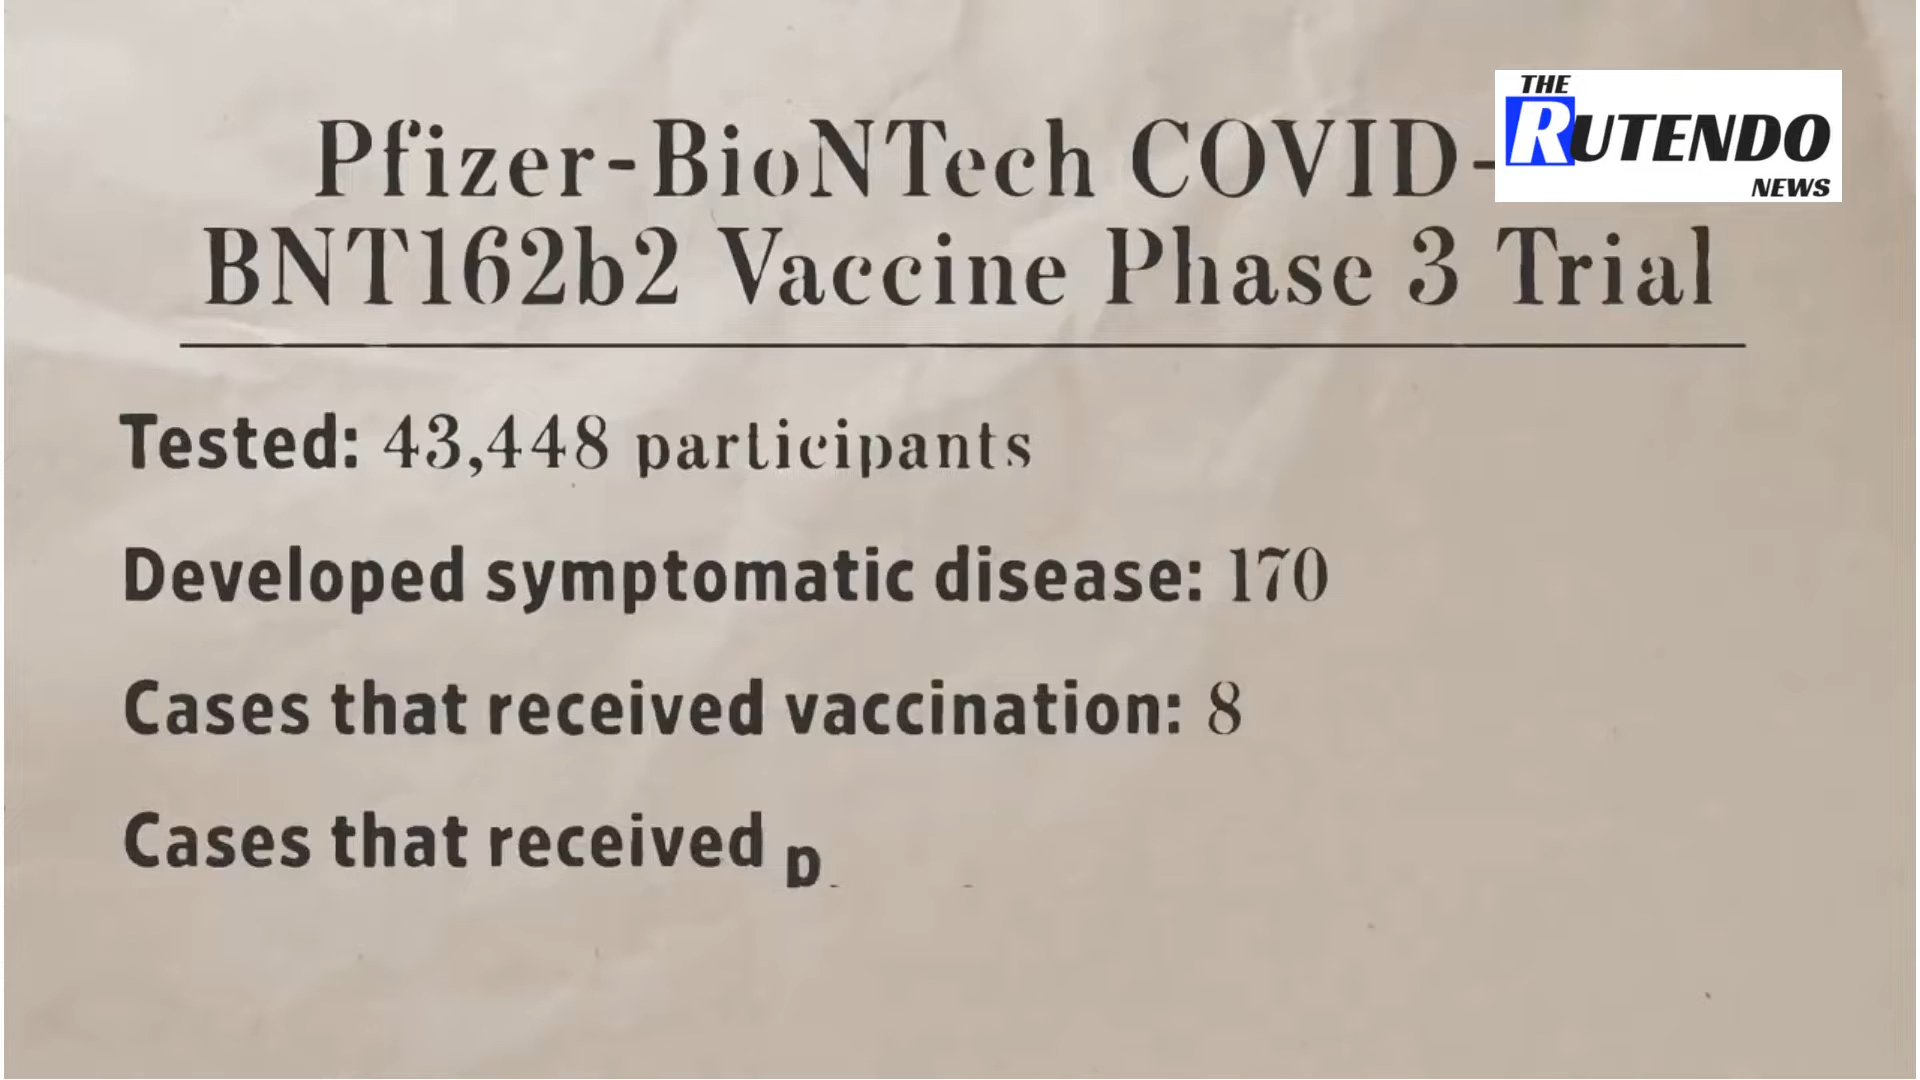 Pfizer-BioNTech COVID-
THE
RUTENDO
NEWS
BNT162b2 Vaccine Phase 3 Trial
Tested: 43,448 participants
Developed symptomatic disease: 170
Cases that received vaccination: 8
Cases that received p